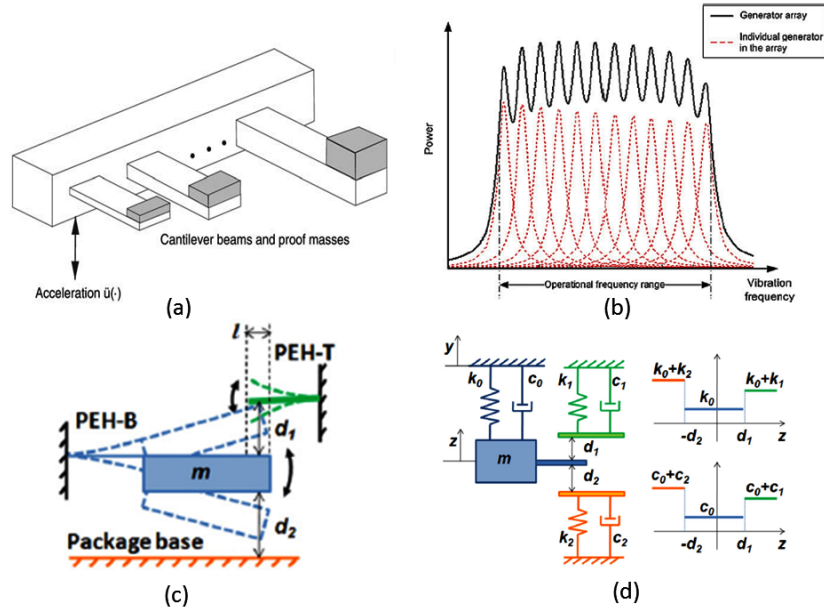 Cantilever beams and proof masses
Acceleration ü(·)
(a)
Generator array
Individual generator
in the array
Power
Operational frequency range
Vibration
frequency
(b)
l
PEH-T
PEH-B
d₁
m
d₂
Package base
(c)
y
k₀
c₀
k₁
c₁
z
m
d₁
d₂
k₂
c₂
k₀+k₂
k₀
k₀+k₁
-d₂
d₁
z
c₀+c₂
c₀
c₀+c₁
-d₂
d₁
z
(d)